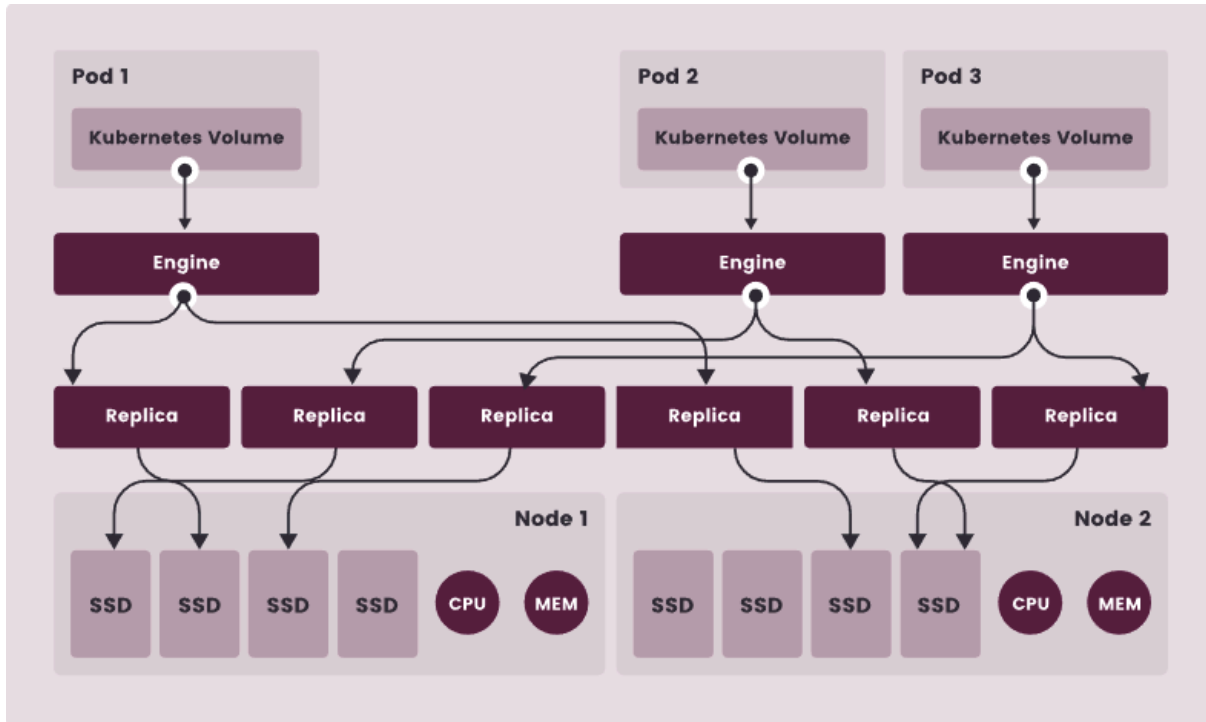 Pod 1
Pod 2
Pod 3
Kubernetes Volume
Kubernetes Volume
Kubernetes Volume
Engine
Engine
Engine
Replica
Replica
Replica
Replica
Replica
Replica
Node 1
Node 2
SSD
SSD
SSD
SSD
CPU
MEM
SSD
SSD
SSD
SSD
CPU
MEM